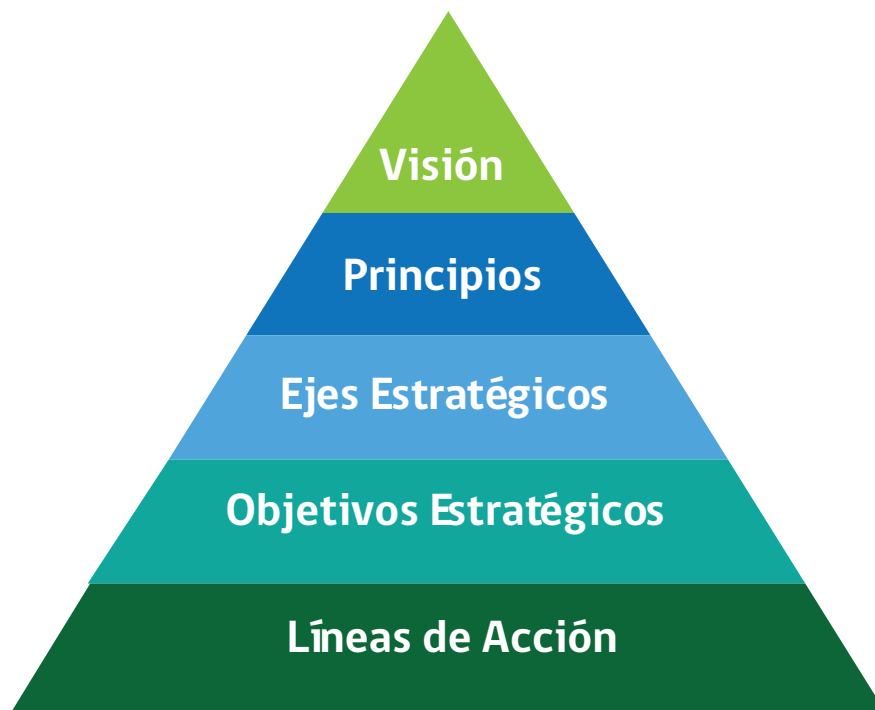 Visión
Principios
Ejes Estratégicos
Objetivos Estratégicos
Líneas de Acción